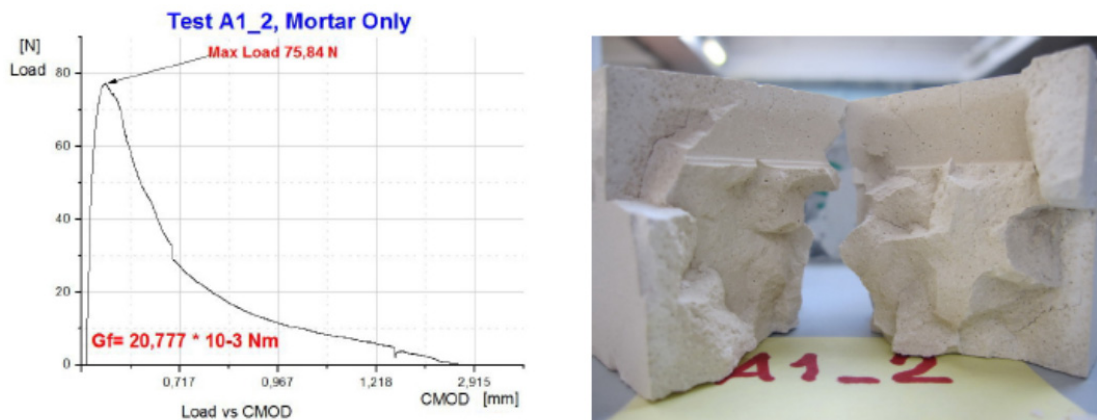 Test A1_2, Mortar Only
[N]
Load
Max Load 75,84 N
80
60
40
20
0
Gf= 20,777 * 10-3 Nm
0,717
0,967
1,218
2,915
CMOD [mm]
Load vs CMOD
A1_2